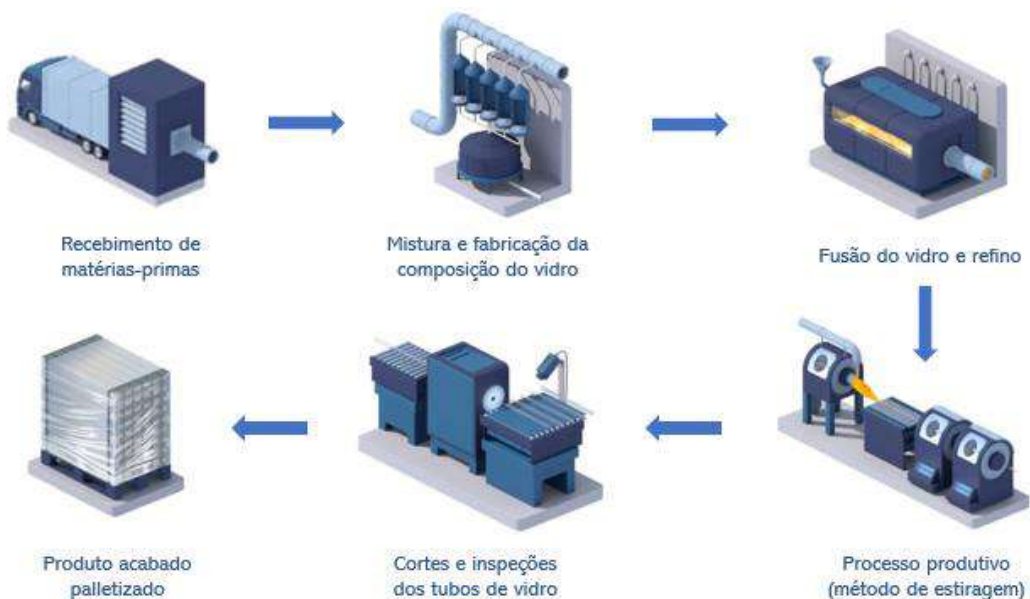 Recebimento de
matérias-primas
Mistura e fabricação da
composição do vidro
Fusão do vidro e refino
Processo produtivo
(método de estiragem)
Cortes e inspeções
dos tubos de vidro
Produto acabado
palletizado